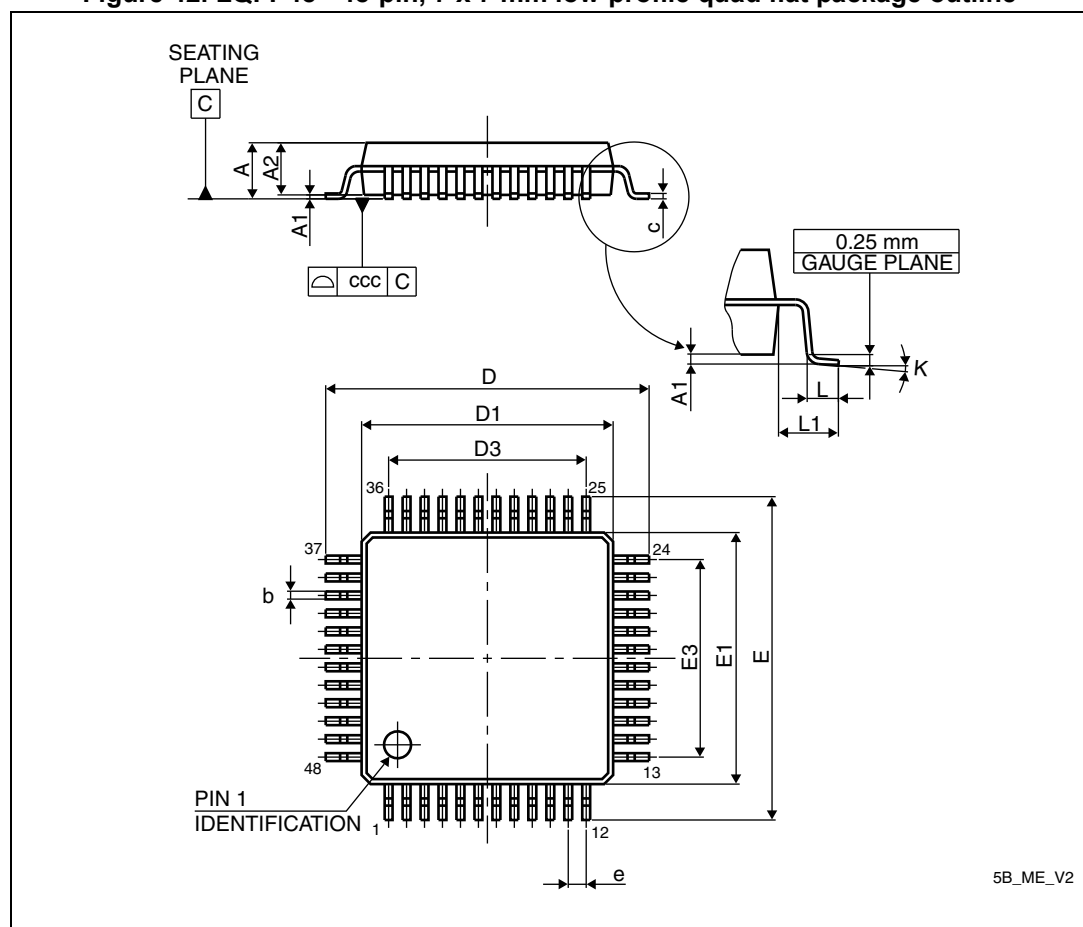 SEATING
PLANE
C
A
A2
A1
c
ccc C
0.25 mm
GAUGE PLANE
A1
L
L1
K
D
D1
D3
36
25
37
24
b
E3
E1
E
48
13
PIN 1
IDENTIFICATION
1
12
e
5B_ME_V2